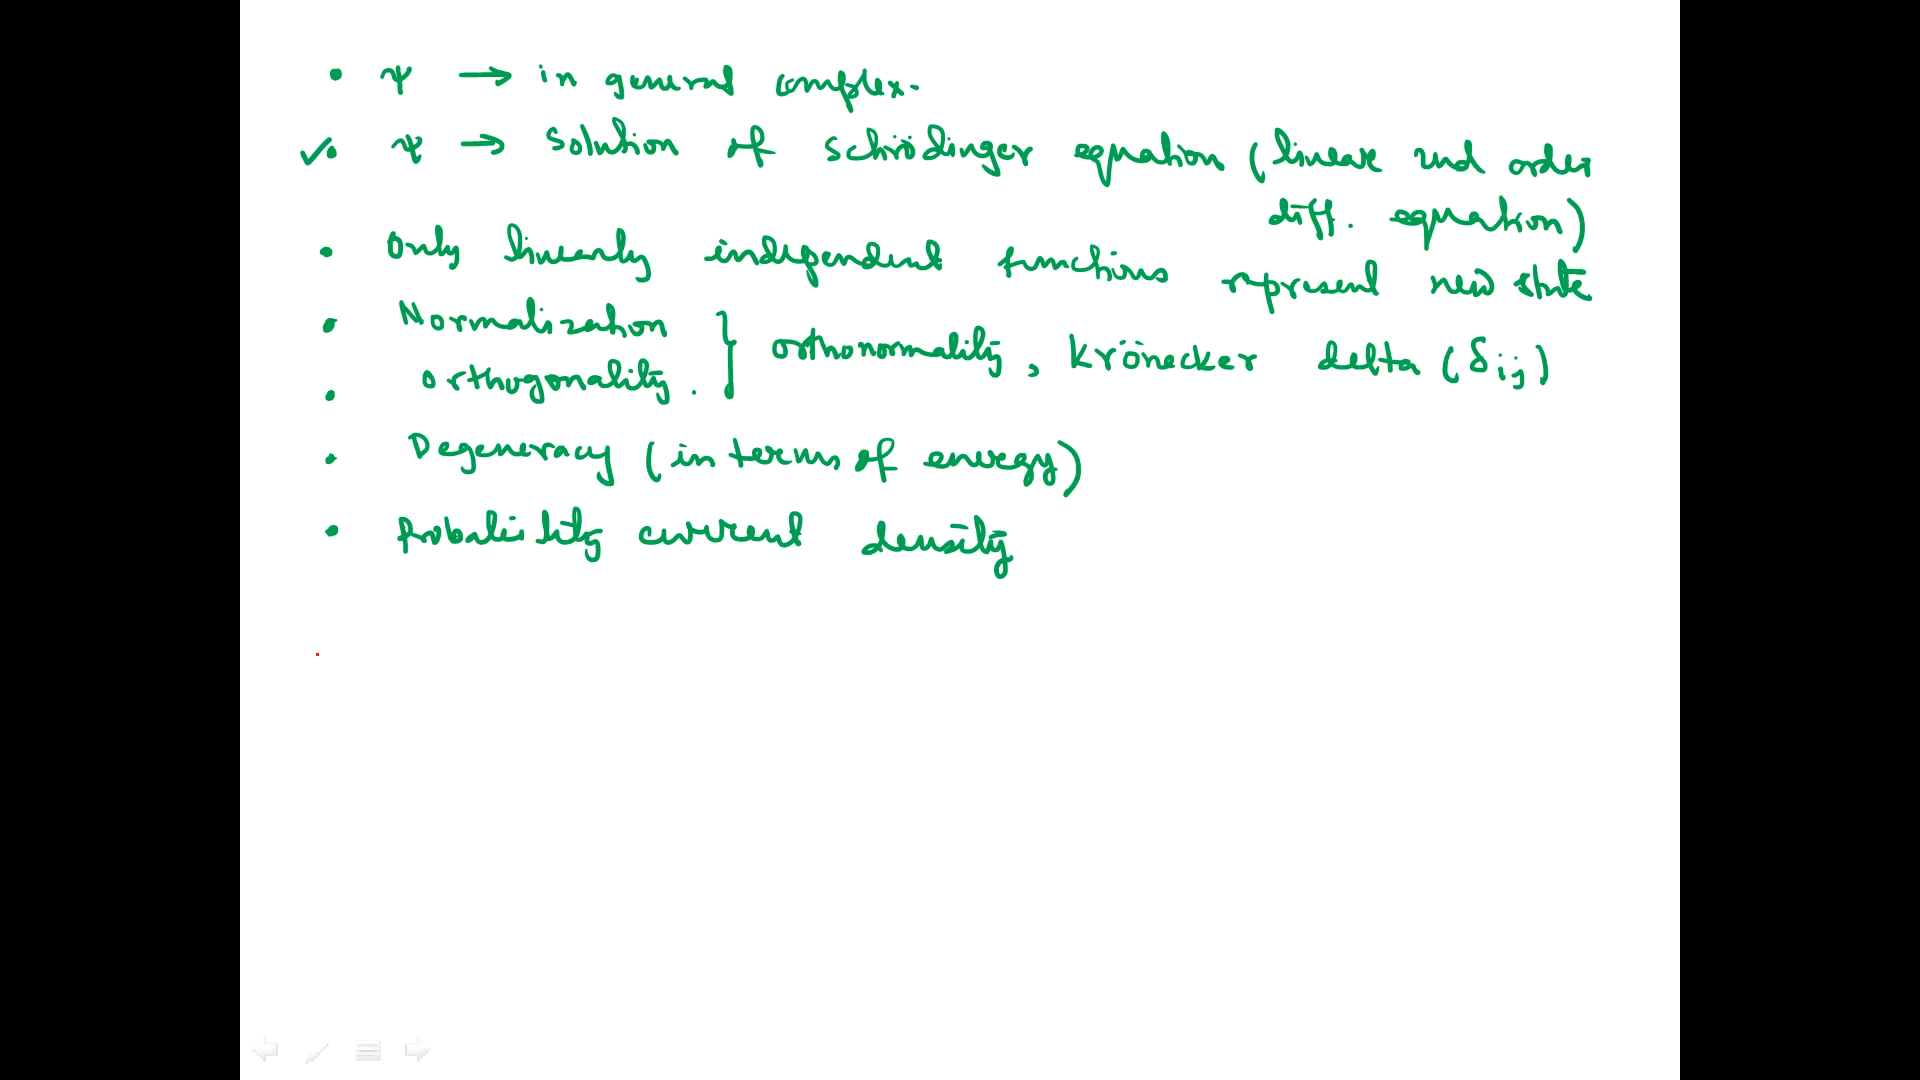 • ψ → in general complex.
✓• ψ → Solution of schrödinger equation (linear 2nd order
diff. equation)
• Only linearly independent functions represent new state
• Normalization } orthonormality, Krönecker delta (δij)
• orthogonality.
• Degeneracy (in terms of energy)
• Probability current density